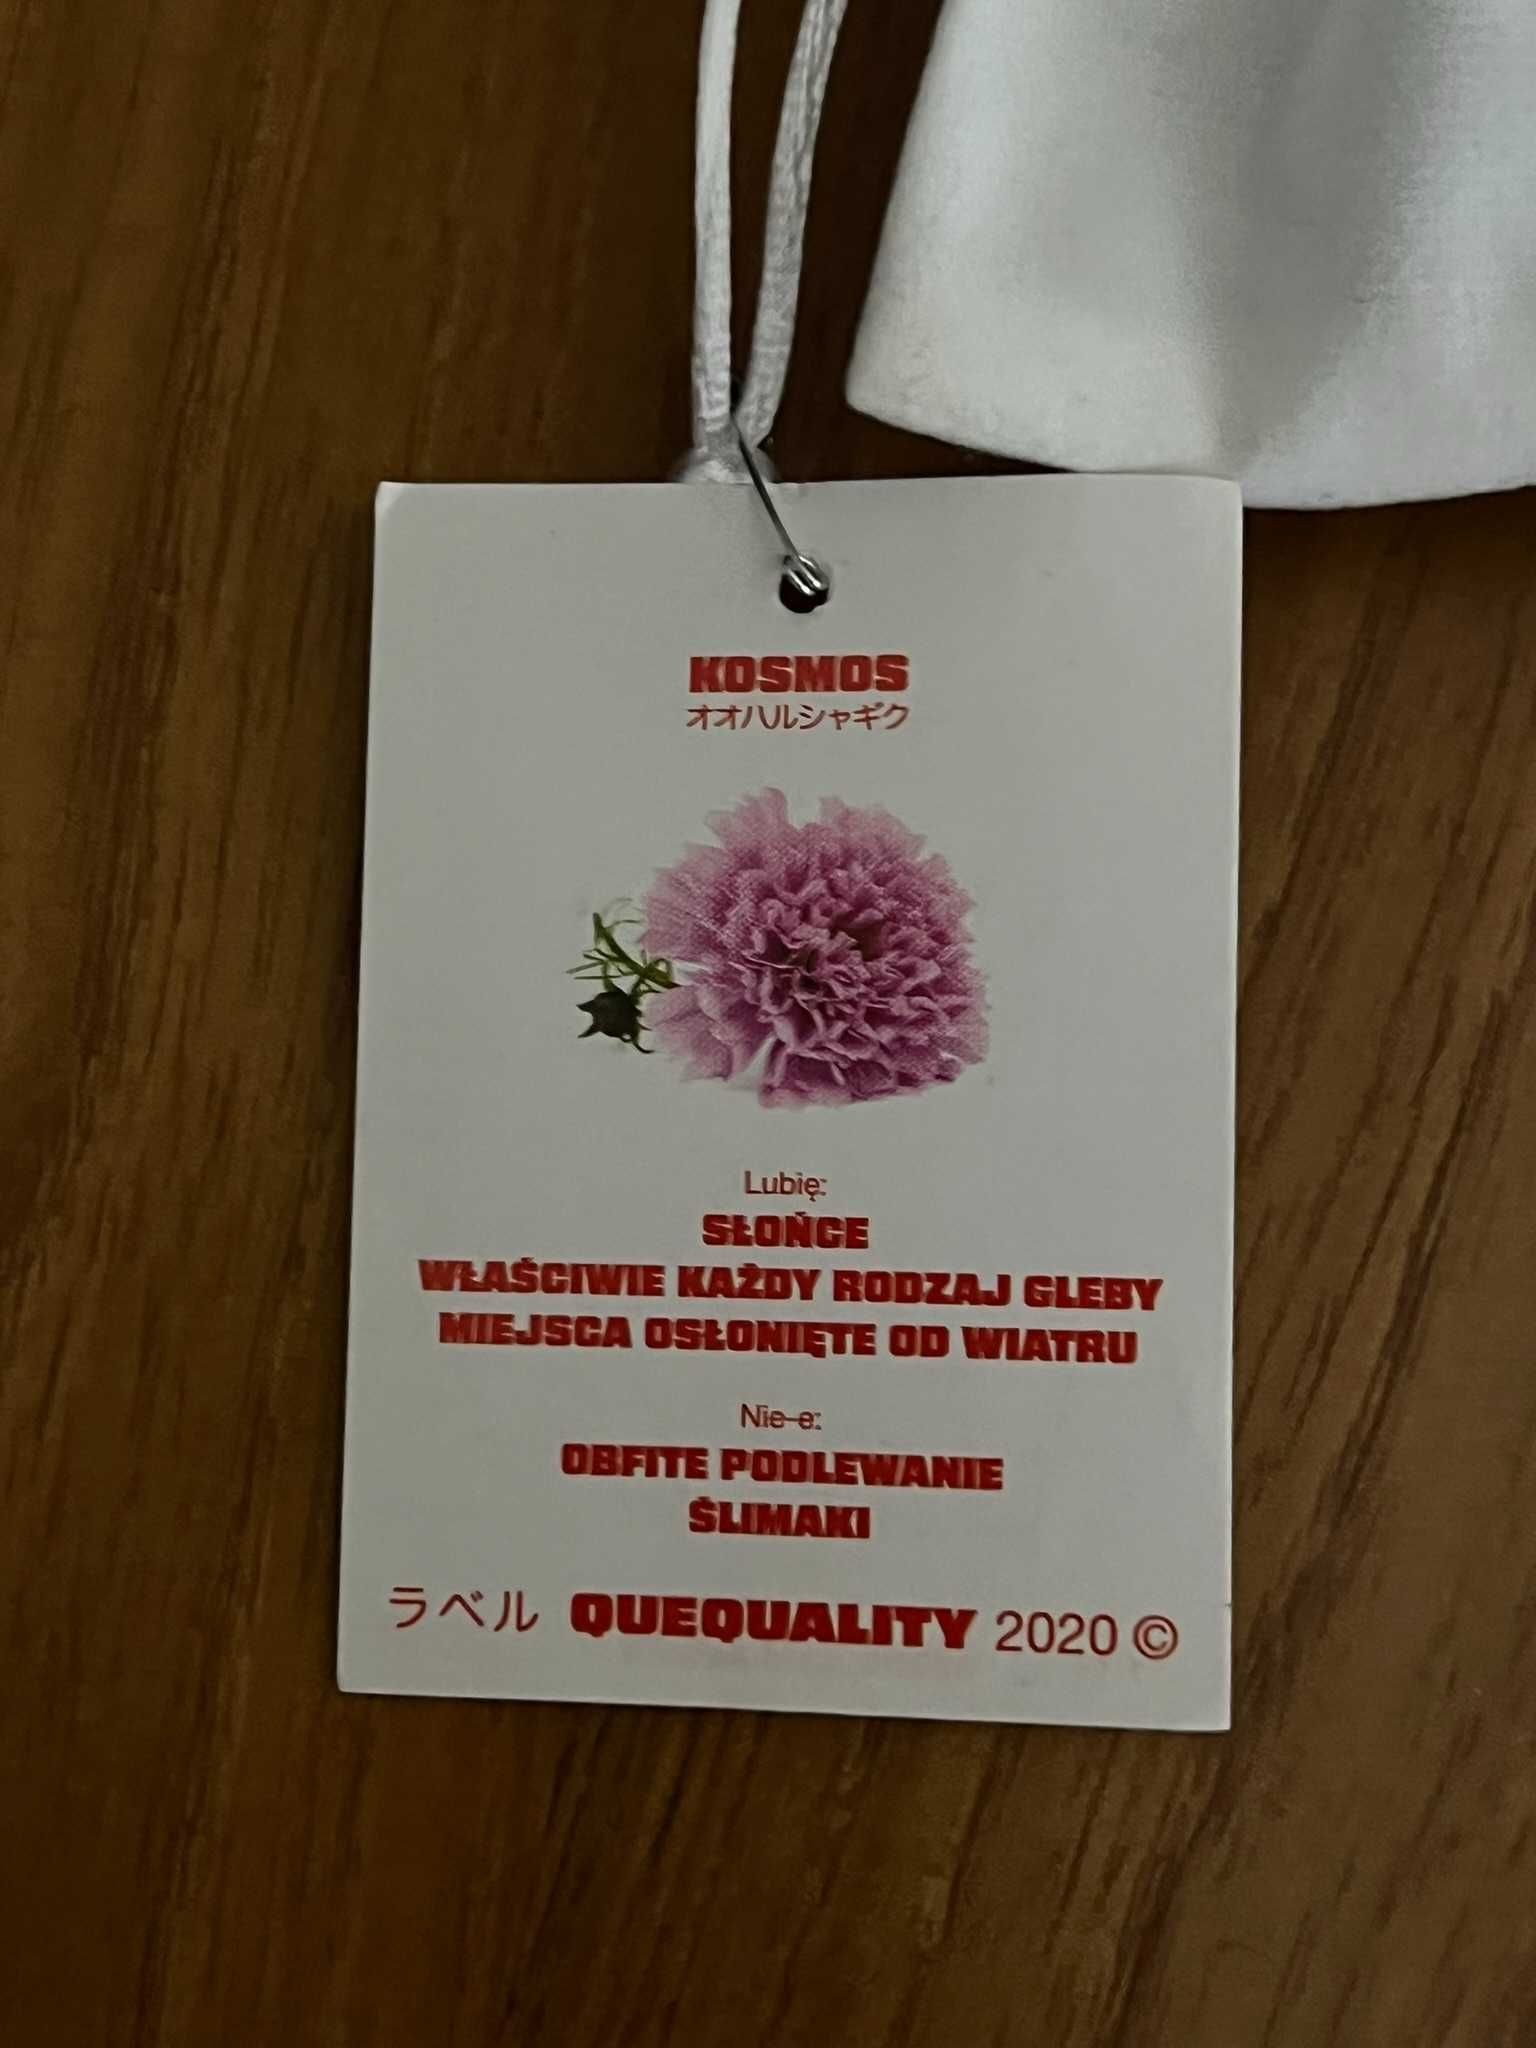 KOSMOS
オオハルシャギク
Lubię:
SŁOŃCE
WŁAŚCIWIE KAŻDY RODZAJ GLEBY
MIEJSCA OSŁONIĘTE OD WIATRU
Nie-e:
OBFITE PODLEWANIE
ŚLIMAKI
ラベル QUEQUALITY 2020 ©